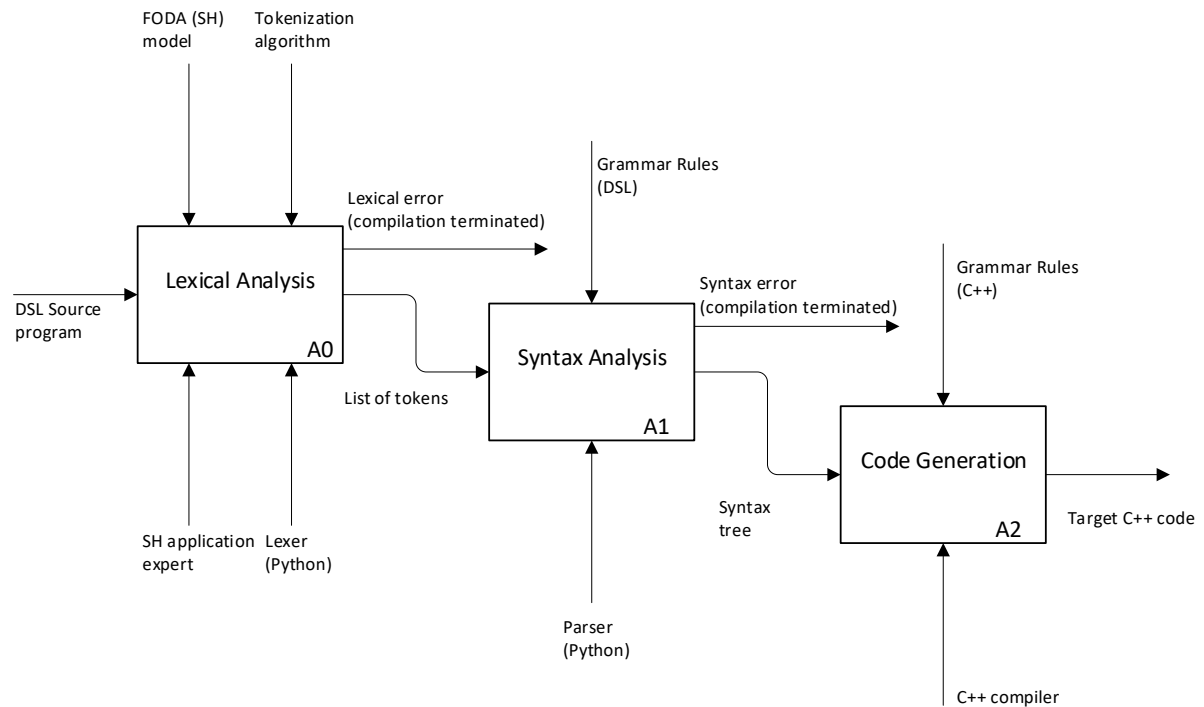 FODA (SH)
model
Tokenization
algorithm
Grammar Rules
(DSL)
Lexical error
(compilation terminated)
Lexical Analysis
A0
DSL Source
program
Grammar Rules
(C++)
Syntax error
(compilation terminated)
Syntax Analysis
A1
List of tokens
Code Generation
A2
Syntax
tree
Target C++ code
SH application
expert
Lexer
(Python)
Parser
(Python)
C++ compiler